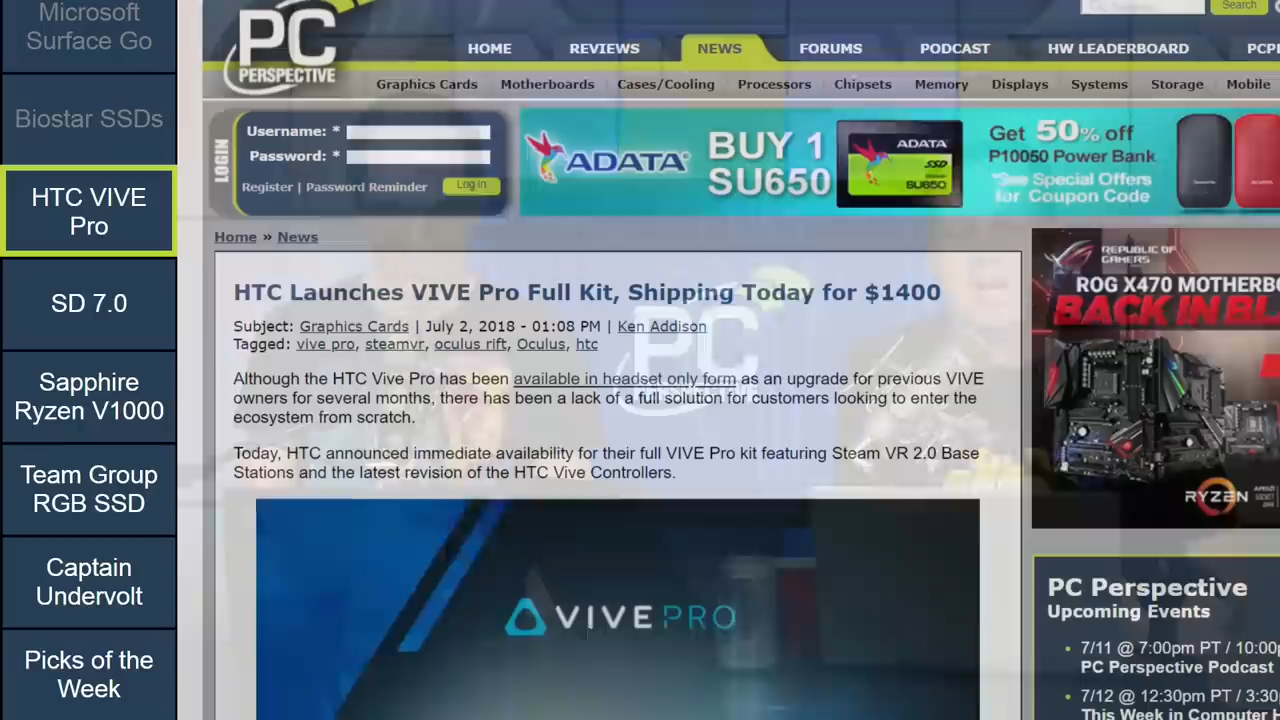 Microsoft
Surface Go
Biostar SSDs
HTC VIVE
Pro
SD 7.0
Sapphire
Ryzen V1000
Team Group
RGB SSD
Captain
Undervolt
Picks of the
Week
PC
PERSPECTIVE
Search
HOME
REVIEWS
NEWS
FORUMS
PODCAST
HW LEADERBOARD
PCPE
Graphics Cards
Motherboards
Cases/Cooling
Processors
Chipsets
Memory
Displays
Systems
Storage
Mobile
LOGIN
Username: *
Password: *
Register | Password Reminder
Log in
ADATA
BUY 1
SU650
ADATA
SSD
SU650
Get 50% off
P10050 Power Bank
*See Special Offers
for Coupon Code
Home » News
HTC Launches VIVE Pro Full Kit, Shipping Today for $1400
Subject: Graphics Cards | July 2, 2018 - 01:08 PM | Ken Addison
Tagged: vive pro, steamvr, oculus rift, Oculus, htc
PC
Although the HTC Vive Pro has been available in headset only form as an upgrade for previous VIVE
owners for several months, there has been a lack of a full solution for customers looking to enter the
ecosystem from scratch.
Today, HTC announced immediate availability for their full VIVE Pro kit featuring Steam VR 2.0 Base
Stations and the latest revision of the HTC Vive Controllers.
VIVE PRO
REPUBLIC OF
GAMERS
ROG X470 MOTHERBO
BACK IN BL
RYZEN
PC Perspective
Upcoming Events
7/11 @ 7:00pm PT / 10:00p
PC Perspective Podcast
7/12 @ 12:30pm PT / 3:30
This Week in Computer H